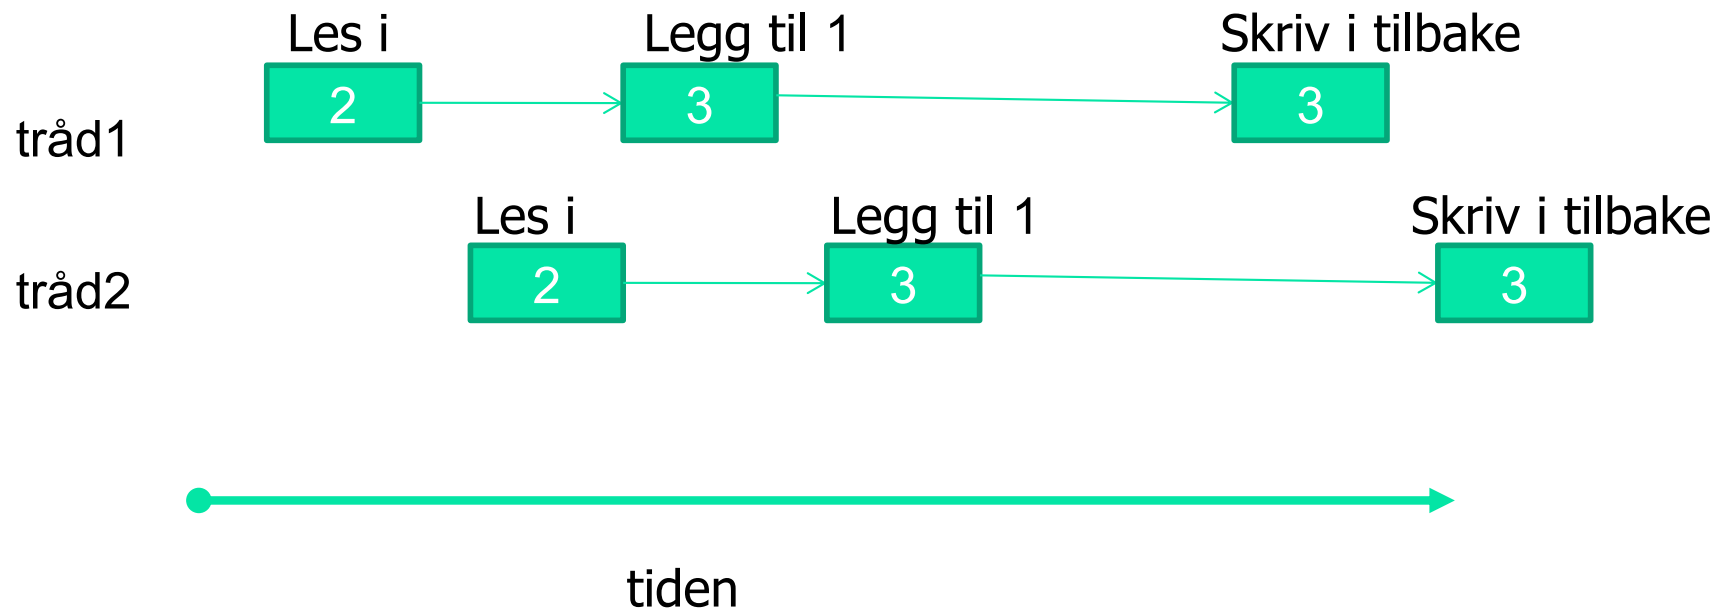 Les i
Legg til 1
Skriv i tilbake
2
3
3
tråd1
Les i
Legg til 1
Skriv i tilbake
2
3
3
tråd2
tiden